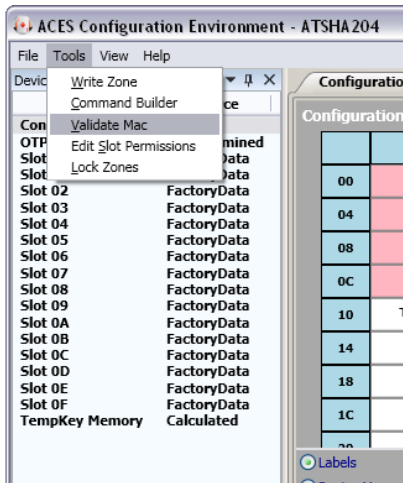 ACES Configuration Environment - ATSHA204
File Tools View Help
Devic
Write Zone
Command Builder
Validate Mac
Edit Slot Permissions
Lock Zones
ce
Con
OTP mined
Slot Data
Slot Data
Slot 02 FactoryData
Slot 03 FactoryData
Slot 04 FactoryData
Slot 05 FactoryData
Slot 06 FactoryData
Slot 07 FactoryData
Slot 08 FactoryData
Slot 09 FactoryData
Slot 0A FactoryData
Slot 0B FactoryData
Slot 0C FactoryData
Slot 0D FactoryData
Slot 0E FactoryData
Slot 0F FactoryData
TempKey Memory Calculated
Configuratio
Configuration
00
04
08
0C
10 T
14
18
1C
Labels